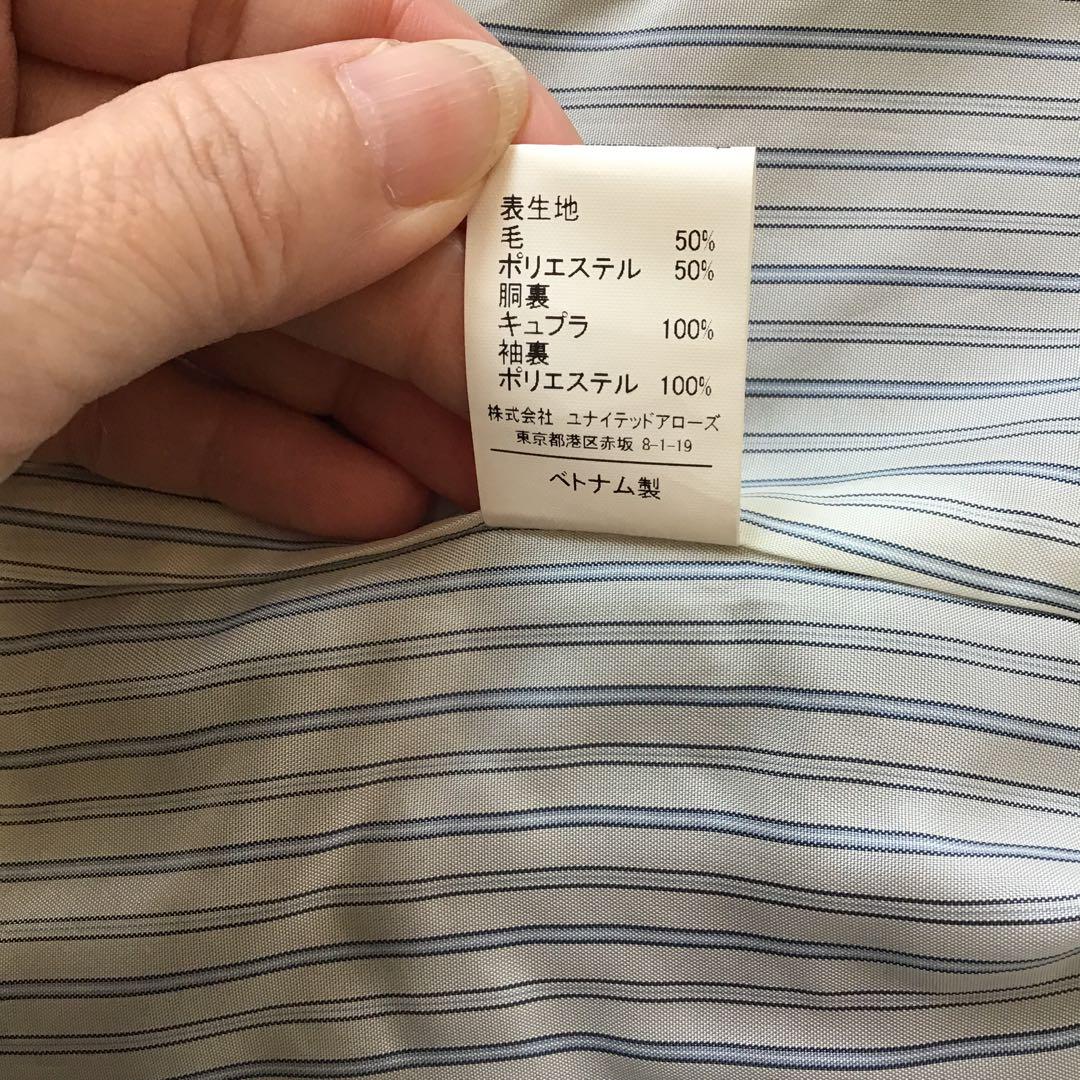 表生地
毛 50%
ポリエステル 50%
胴裏
キュプラ 100%
袖裏
ポリエステル 100%
株式会社 ユナイテッドアローズ
東京都港区赤坂 8-1-19
ベトナム製